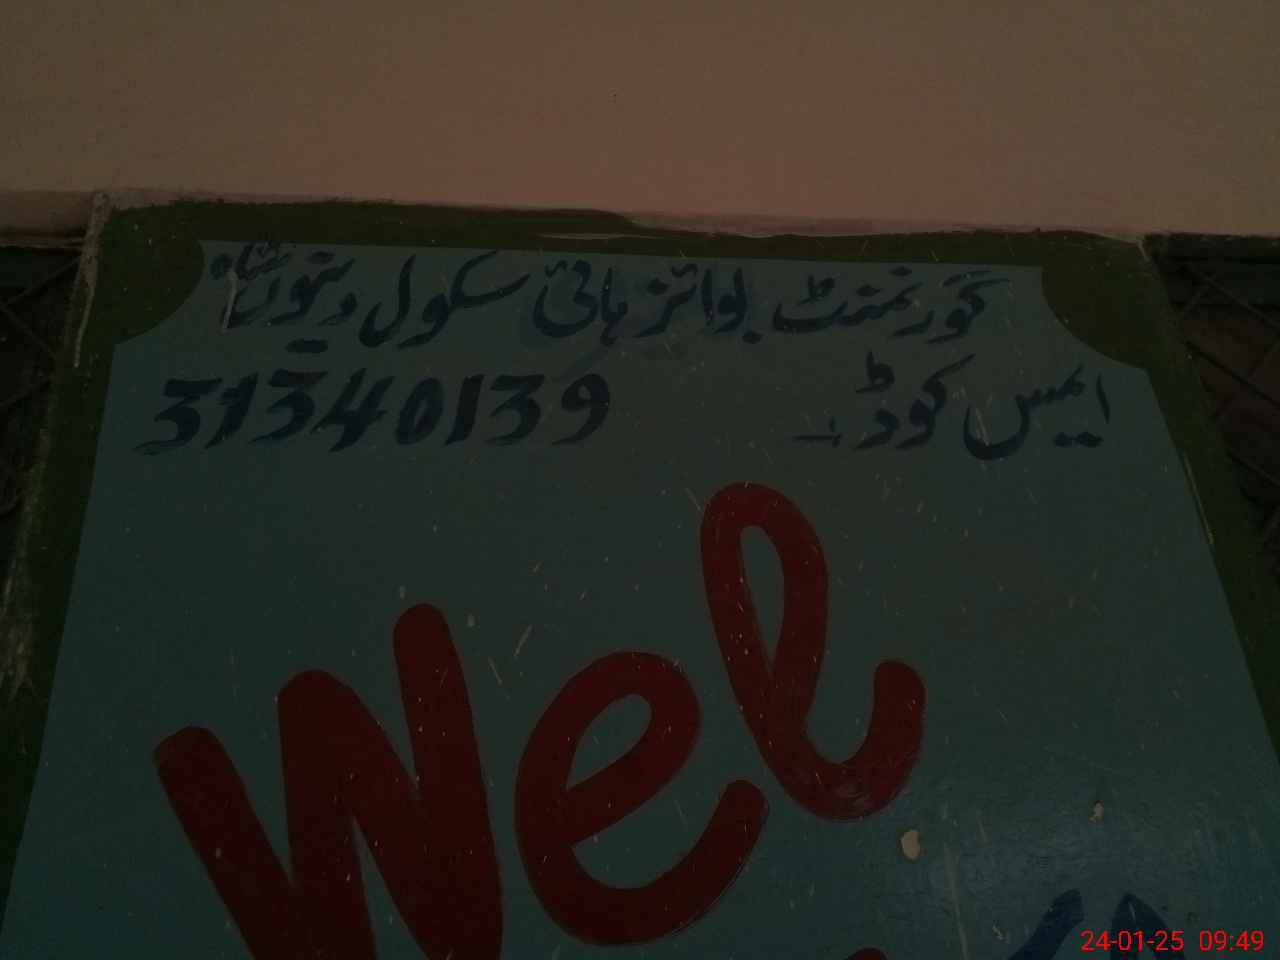 گورنمنٹ بوائز ہائی سکول
ایمس کوڈ :۔ 31340139
Wel
24-01-25 09:49